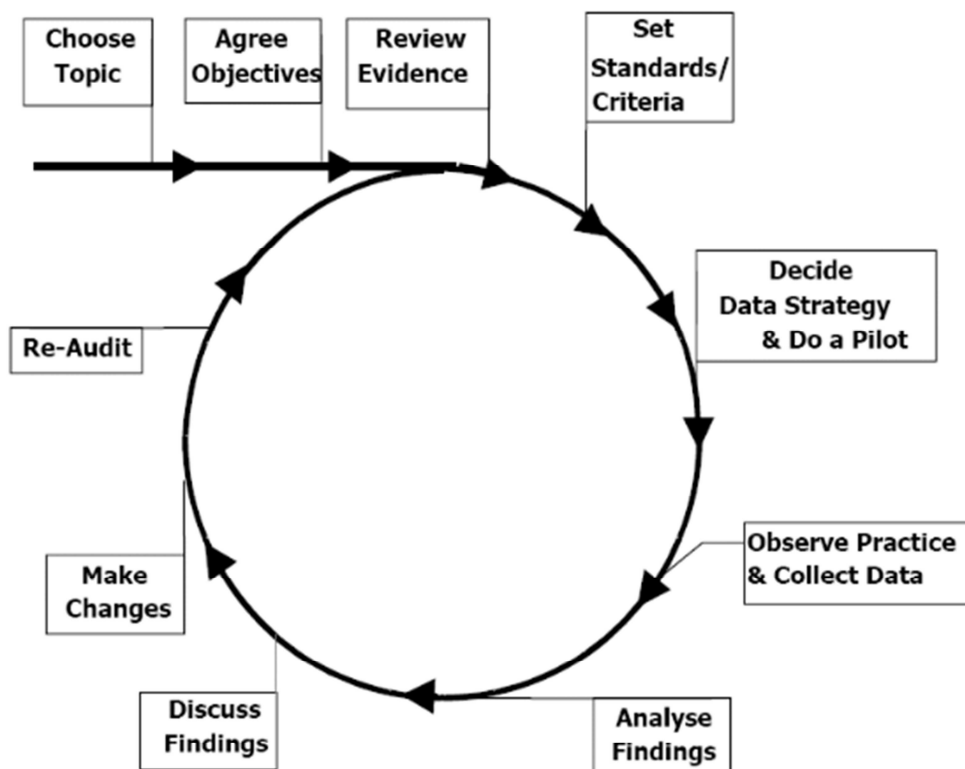 Choose
Topic
Agree
Objectives
Review
Evidence
Set
Standards/
Criteria
Decide
Data Strategy
& Do a Pilot
Observe Practice
& Collect Data
Analyse
Findings
Discuss
Findings
Make
Changes
Re-Audit